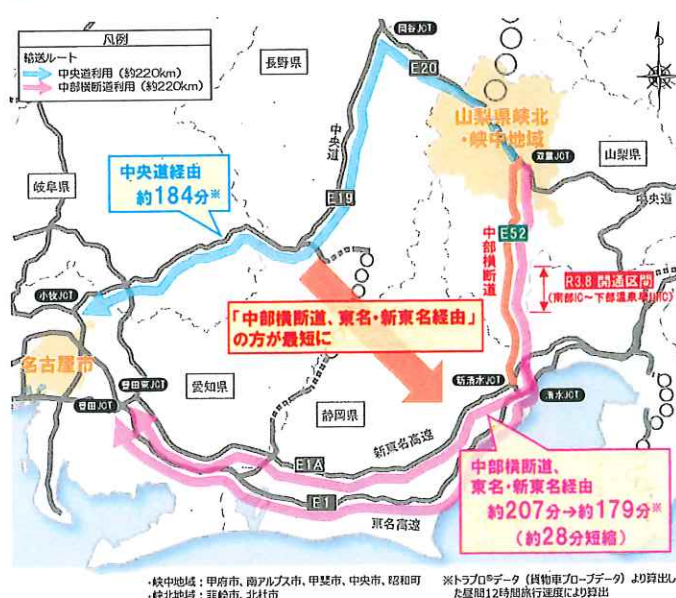 凡例
輸送ルート
中央道利用(約220km)
中部横断道利用(約220km)
岡谷JCT
長野県
E20
山梨県峡北
・峡中地域
双葉JCT
山梨県
中央道
中央道
岐阜県
中央道経由
約184分※
E19
E52
中部横断道
R3.8 開通区間
(南部IC~下部温泉早川IC)
小牧JCT
「中部横断道、東名・新東名経由」
の方が最短に
名古屋市
豊田東JCT
豊田JCT
愛知県
新清水JCT
清水JCT
静岡県
新東名高速
E1A
E1
東名高速
中部横断道、
東名・新東名経由
約207分→約179分※
(約28分短縮)
・峡中地域:甲府市、南アルプス市、甲斐市、中央市、昭和町
・峡北地域:韮崎市、北杜市
※トラプロ®データ(貨物車プローブデータ)より算出し
た昼間12時間旅行速度により算出